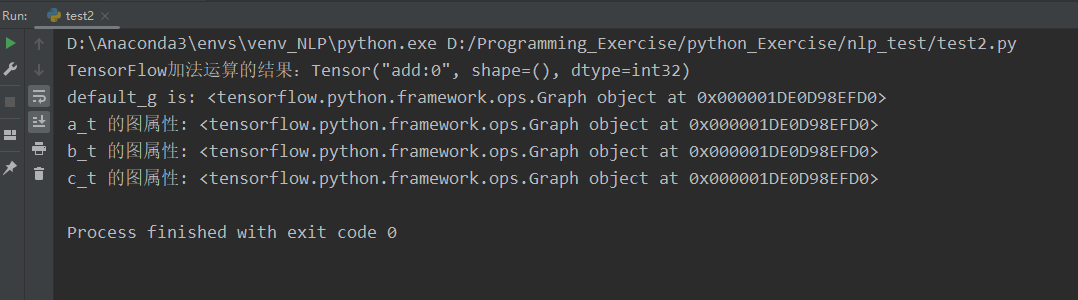 Run: test2
D:\Anaconda3\envs\venv_NLP\python.exe D:/Programming_Exercise/python_Exercise/nlp_test/test2.py
TensorFlow加法运算的结果：Tensor("add:0", shape=(), dtype=int32)
default_g is: <tensorflow.python.framework.ops.Graph object at 0x000001DE0D98EFD0>
a_t 的图属性: <tensorflow.python.framework.ops.Graph object at 0x000001DE0D98EFD0>
b_t 的图属性: <tensorflow.python.framework.ops.Graph object at 0x000001DE0D98EFD0>
c_t 的图属性: <tensorflow.python.framework.ops.Graph object at 0x000001DE0D98EFD0>
Process finished with exit code 0